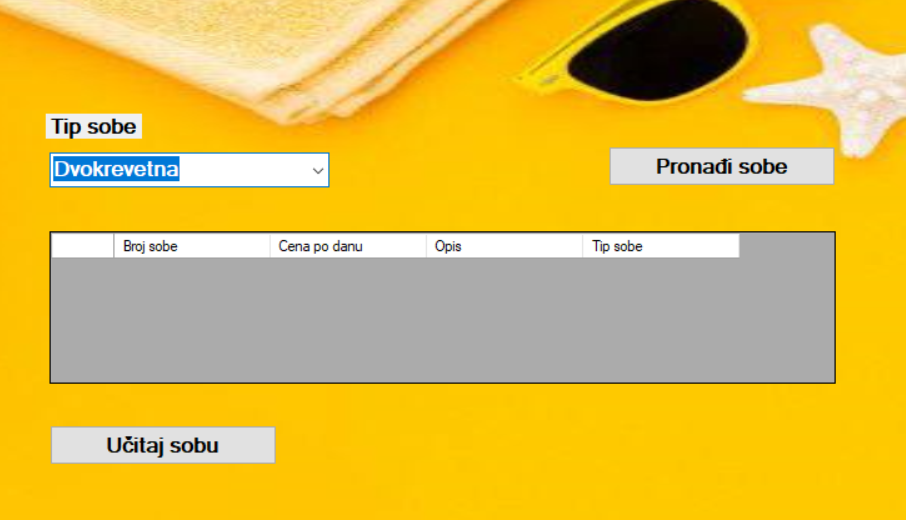 Tip sobe
Dvokrevetna
Pronađi sobe
Broj sobe Cena po danu Opis Tip sobe
Učitaj sobu